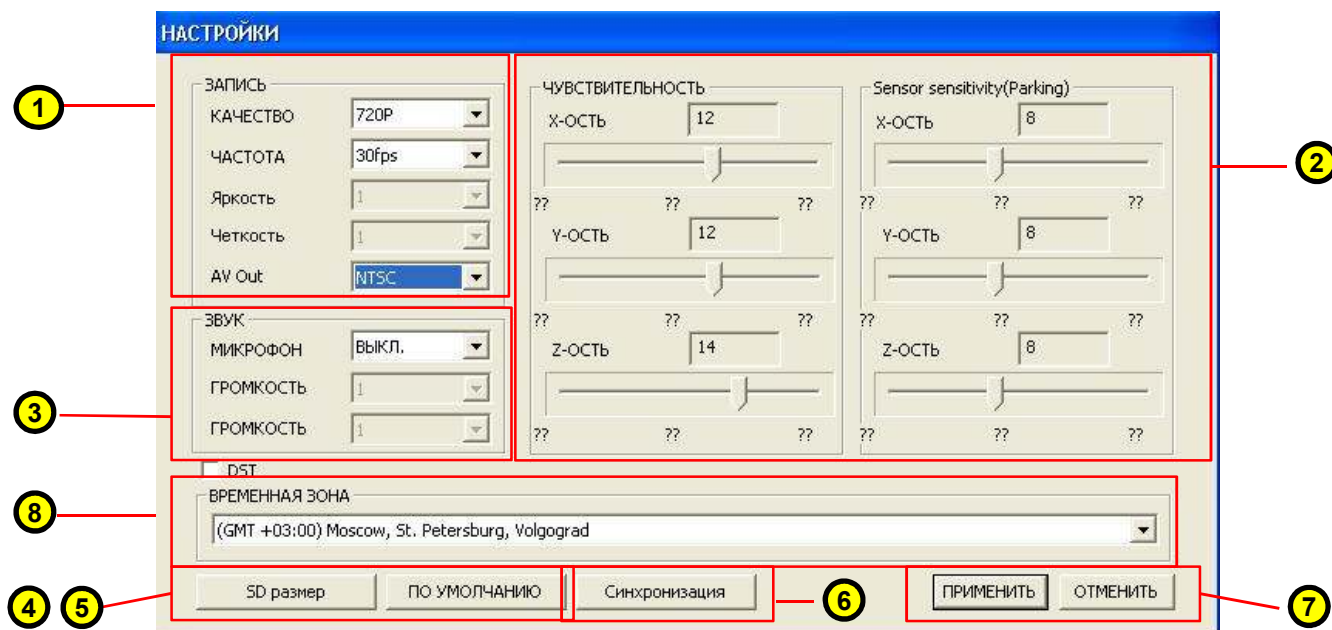 НАСТРОЙКИ
1
ЗАПИСЬ
КАЧЕСТВО 720P
ЧАСТОТА 30fps
Яркость 1
Четкость 1
AV Out NTSC
ЧУВСТВИТЕЛЬНОСТЬ
X-ОСТЬ 12
?? ?? ??
Y-ОСТЬ 12
?? ?? ??
Z-ОСТЬ 14
?? ?? ??
Sensor sensitivity(Parking)
X-ОСТЬ 8
?? ?? ??
Y-ОСТЬ 8
?? ?? ??
Z-ОСТЬ 8
?? ?? ??
2
3
ЗВУК
МИКРОФОН ВЫКЛ.
ГРОМКОСТЬ 1
ГРОМКОСТЬ 1
DST
8
ВРЕМЕННАЯ ЗОНА
(GMT +03:00) Moscow, St. Petersburg, Volgograd
4 5
SD размер ПО УМОЛЧАНИЮ Синхронизация
6
ПРИМЕНИТЬ ОТМЕНИТЬ
7